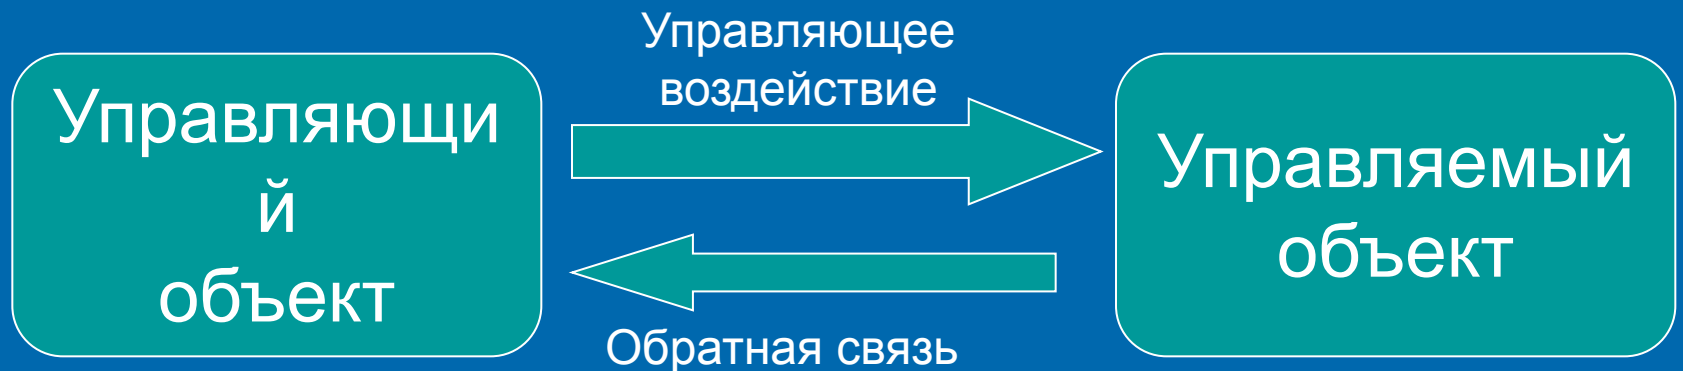 Управляющее
воздействие
Управляющи
й
объект
Управляемый
объект
Обратная связь